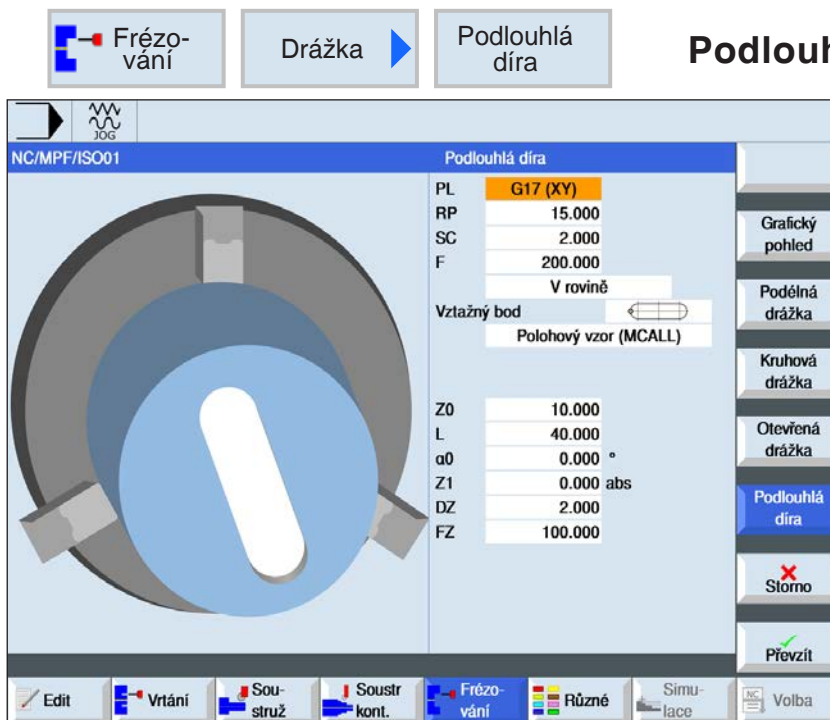 Frézo-
vání
Drážka
Podlouhlá
díra
Podlouh
JOG
NC/MPF/ISO01
Podlouhlá díra
PL G17 (XY)
RP 15.000
SC 2.000
F 200.000
V rovině
Vztažný bod
Polohový vzor (MCALL)
Z0 10.000
L 40.000
α0 0.000 °
Z1 0.000 abs
DZ 2.000
FZ 100.000
Grafický
pohled
Podélná
drážka
Kruhová
drážka
Otevřená
drážka
Podlouhlá
díra
Storno
Převzít
Edit
Vrtání
Sou-
struž
Soustr
kont.
Frézo-
vání
Různé
Simu-
lace
NC
Volba